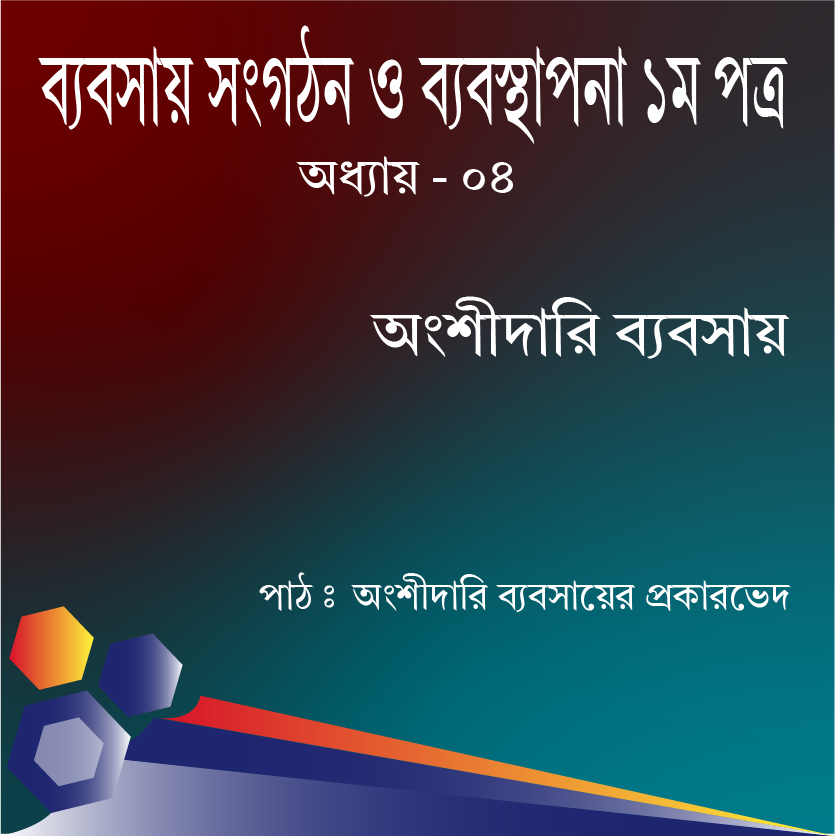 ব্যবসায় সংগঠন ও ব্যবস্থাপনা ১ম পত্র
অধ্যায় - ০৪
অংশীদারি ব্যবসায়
পাঠ ঃ অংশীদারি ব্যবসায়ের প্রকারভেদ